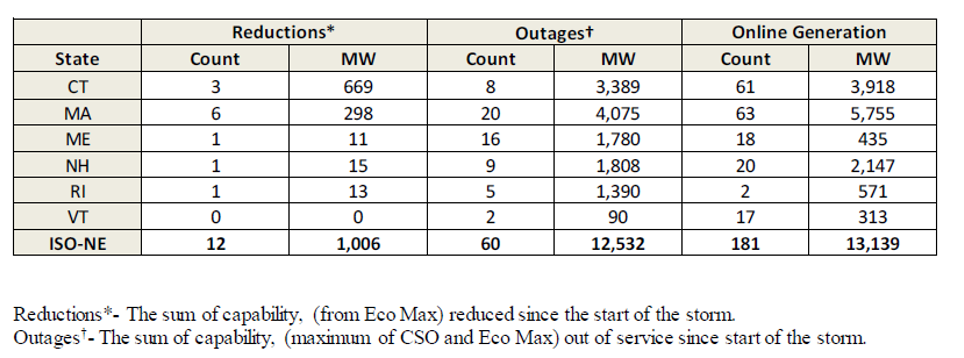 Reductions* Outages† Online Generation
State Count MW Count MW Count MW
CT 3 669 8 3,389 61 3,918
MA 6 298 20 4,075 63 5,755
ME 1 11 16 1,780 18 435
NH 1 15 9 1,808 20 2,147
RI 1 13 5 1,390 2 571
VT 0 0 2 90 17 313
ISO-NE 12 1,006 60 12,532 181 13,139
Reductions*- The sum of capability, (from Eco Max) reduced since the start of the storm.
Outages†- The sum of capability, (maximum of CSO and Eco Max) out of service since start of the storm.